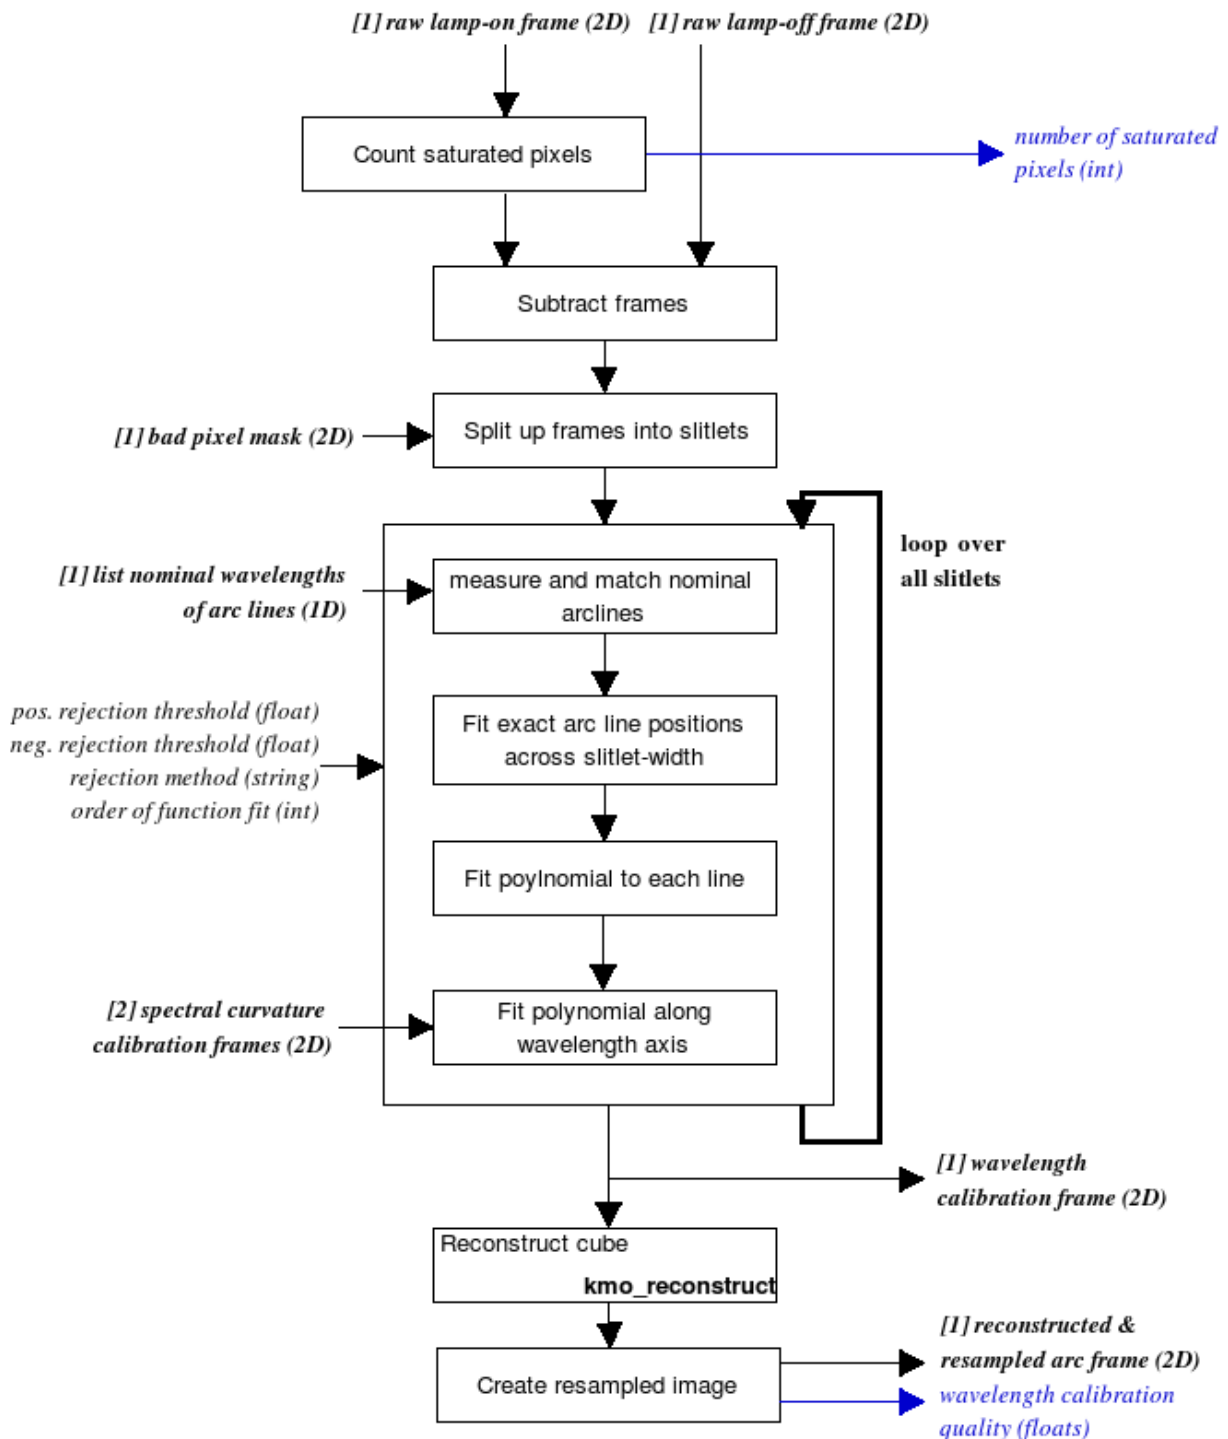 [1] raw lamp-on frame (2D)
[1] raw lamp-off frame (2D)
Count saturated pixels
number of saturated
pixels (int)
Subtract frames
[1] bad pixel mask (2D)
Split up frames into slitlets
loop over
all slitlets
[1] list nominal wavelengths
of arc lines (1D)
measure and match nominal
arclines
pos. rejection threshold (float)
neg. rejection threshold (float)
rejection method (string)
order of function fit (int)
Fit exact arc line positions
across slitlet-width
Fit poylnomial to each line
[2] spectral curvature
calibration frames (2D)
Fit polynomial along
wavelength axis
[1] wavelength
calibration frame (2D)
Reconstruct cube
kmo_reconstruct
[1] reconstructed &
resampled arc frame (2D)
Create resampled image
wavelength calibration
quality (floats)